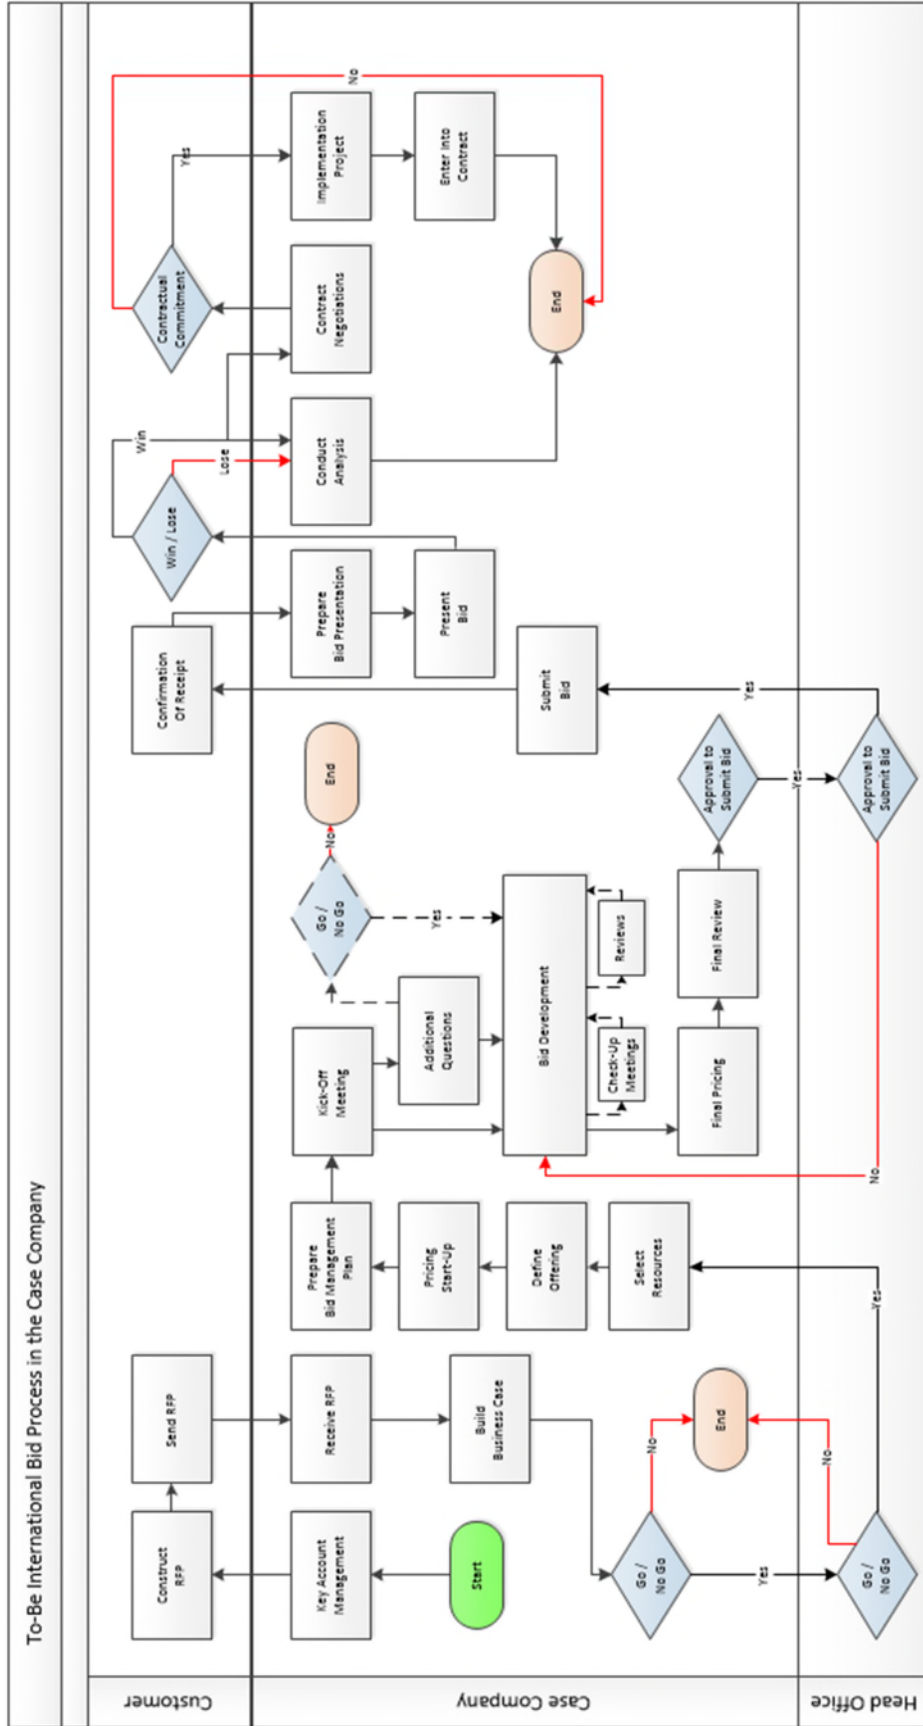 To-Be International Bid Process in the Case Company
Customer
Construct
RFP
Send RFP
Confirmation
Of Receipt
Win / Lose
Win
Lose
Contractual
Commitment
Yes
No
Case Company
Key Account
Management
Start
Receive RFP
Build
Business Case
Go /
No Go
No
Yes
End
Prepare
Bid Management
Plan
Pricing
Start-Up
Define
Offering
Select
Resources
Kick-Off
Meeting
Additional
Questions
Go /
No Go
No
Yes
End
Bid Development
Check-Up
Meetings
Reviews
Final Pricing
Final Review
Approval to
Submit Bid
Yes
Submit
Bid
Yes
Prepare
Bid Presentation
Present
Bid
Conduct
Analysis
Contract
Negotiations
Implementation
Project
Enter Into
Contract
End
Head Office
Go /
No Go
No
Yes
No
Approval to
Submit Bid